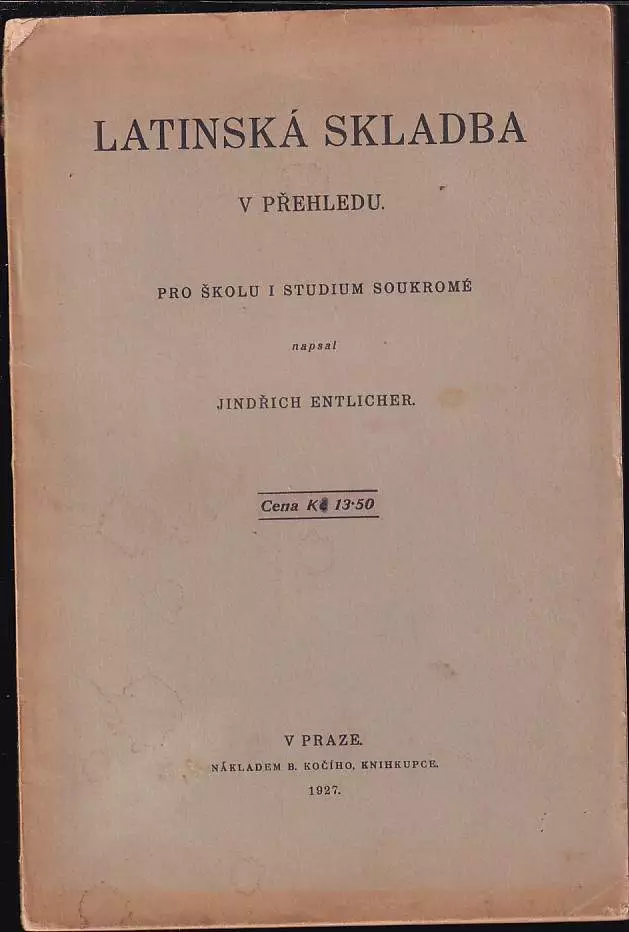 LATINSKÁ SKLADBA
V PŘEHLEDU.
PRO ŠKOLU I STUDIUM SOUKROMÉ
napsal
JINDŘICH ENTLICHER.
Cena Kč 13·50
V PRAZE.
NÁKLADEM B. KOČÍHO, KNIHKUPCE.
1927.